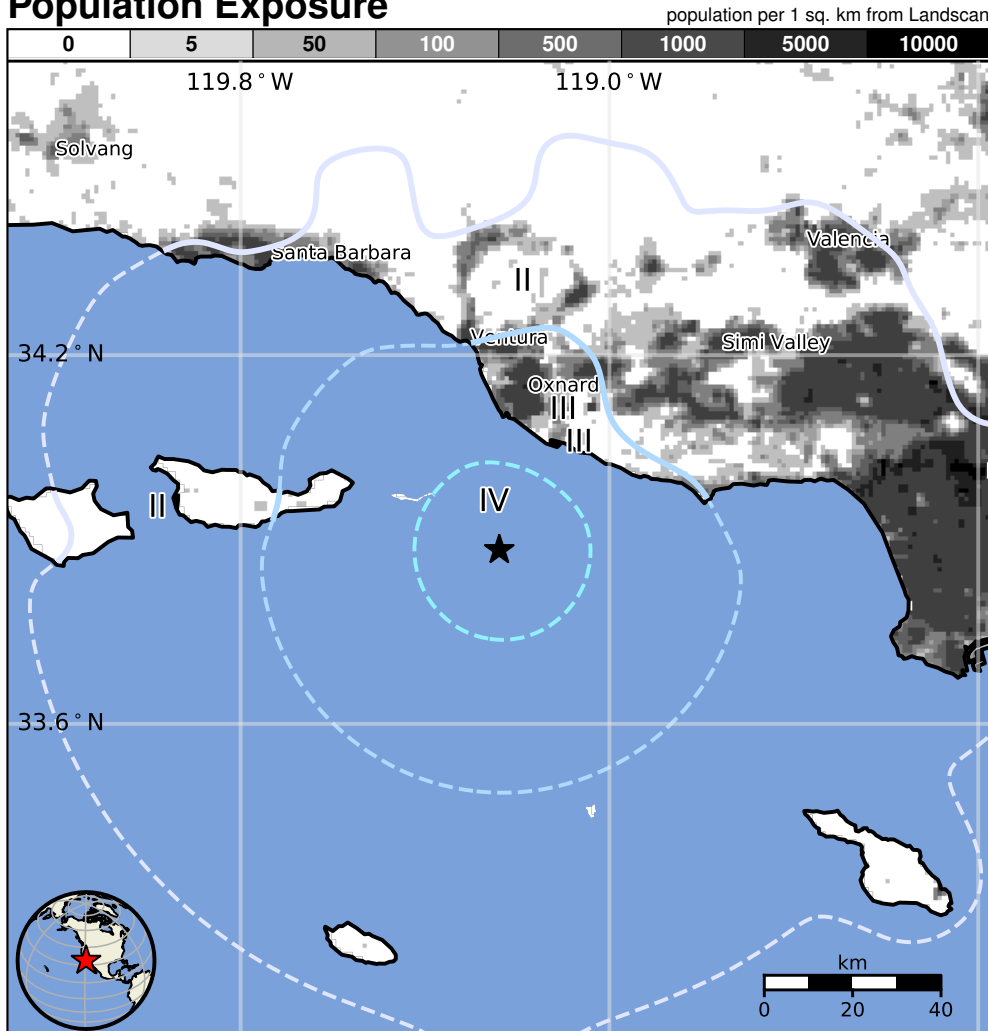 Population Exposure
population per 1 sq. km from Landscan
0 5 50 100 500 1000 5000 10000
119.8°W 119.0°W
Solvang
Valencia
Santa Barbara
II
Ventura
Simi Valley
34.2°N
Oxnard
III
III
IV
II
33.6°N
km
0 20 40